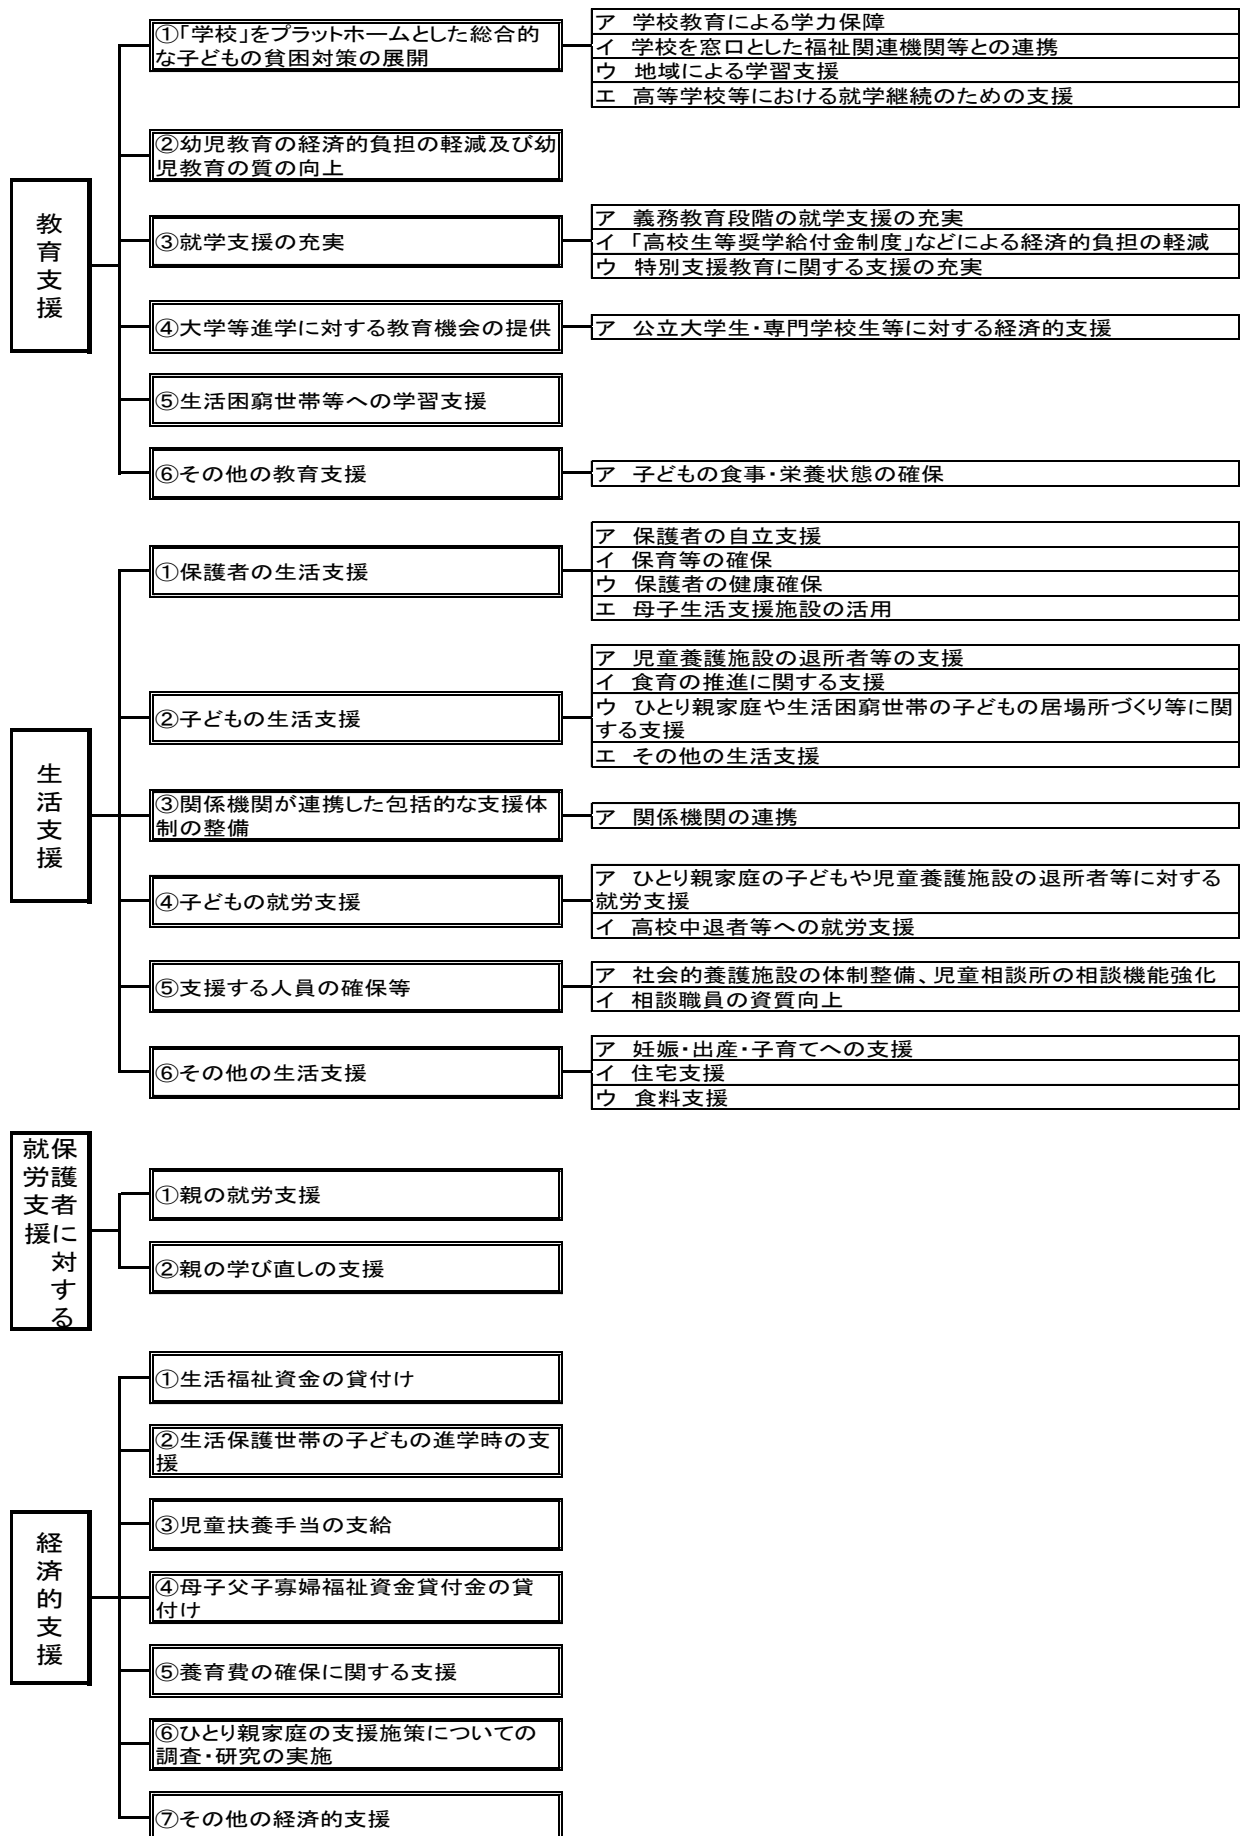 教育支援
①「学校」をプラットホームとした総合的
な子どもの貧困対策の展開
ア　学校教育による学力保障
イ　学校を窓口とした福祉関連機関等との連携
ウ　地域による学習支援
エ　高等学校等における就学継続のための支援
②幼児教育の経済的負担の軽減及び幼
児教育の質の向上
③就学支援の充実
ア　義務教育段階の就学支援の充実
イ　「高校生等奨学給付金制度」などによる経済的負担の軽減
ウ　特別支援教育に関する支援の充実
④大学等進学に対する教育機会の提供
ア　公立大学生・専門学校生等に対する経済的支援
⑤生活困窮世帯等への学習支援
⑥その他の教育支援
ア　子どもの食事・栄養状態の確保
生活支援
①保護者の生活支援
ア　保護者の自立支援
イ　保育等の確保
ウ　保護者の健康確保
エ　母子生活支援施設の活用
②子どもの生活支援
ア　児童養護施設の退所者等の支援
イ　食育の推進に関する支援
ウ　ひとり親家庭や生活困窮世帯の子どもの居場所づくり等に関
する支援
エ　その他の生活支援
③関係機関が連携した包括的な支援体
制の整備
ア　関係機関の連携
④子どもの就労支援
ア　ひとり親家庭の子どもや児童養護施設の退所者等に対する
就労支援
イ　高校中退者等への就労支援
⑤支援する人員の確保等
ア　社会的養護施設の体制整備、児童相談所の相談機能強化
イ　相談職員の資質向上
⑥その他の生活支援
ア　妊娠・出産・子育てへの支援
イ　住宅支援
ウ　食料支援
保護者に対する
就労支援
①親の就労支援
②親の学び直しの支援
経済的支援
①生活福祉資金の貸付け
②生活保護世帯の子どもの進学時の支
援
③児童扶養手当の支給
④母子父子寡婦福祉資金貸付金の貸
付け
⑤養育費の確保に関する支援
⑥ひとり親家庭の支援施策についての
調査・研究の実施
⑦その他の経済的支援